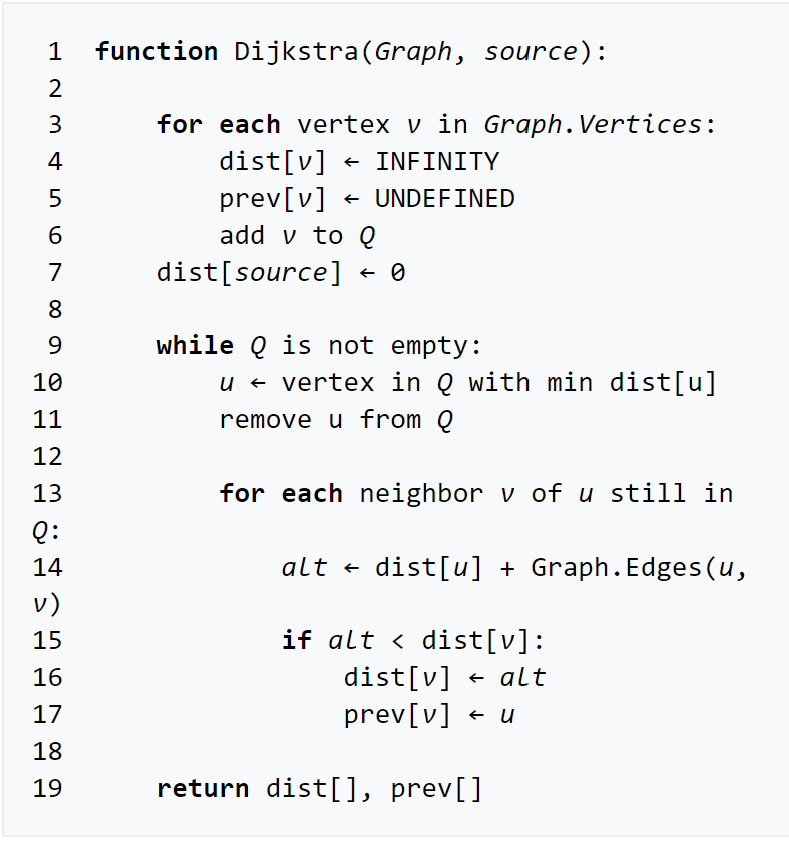 1 function Dijkstra(Graph, source):
2
3 for each vertex v in Graph.Vertices:
4 dist[v] ← INFINITY
5 prev[v] ← UNDEFINED
6 add v to Q
7 dist[source] ← 0
8
9 while Q is not empty:
10 u ← vertex in Q with min dist[u]
11 remove u from Q
12
13 for each neighbor v of u still in
Q:
14 alt ← dist[u] + Graph.Edges(u,
v)
15 if alt < dist[v]:
16 dist[v] ← alt
17 prev[v] ← u
18
19 return dist[], prev[]